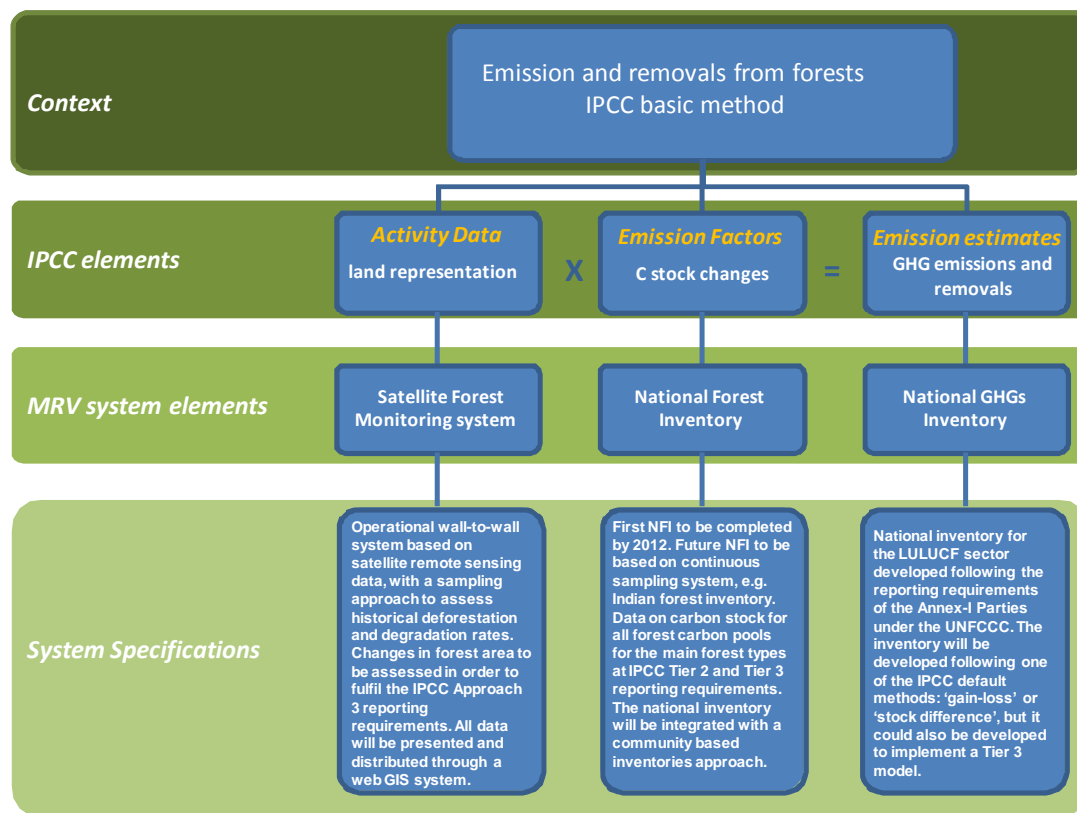 Context
Emission and removals from forests
IPCC basic method
IPCC elements
Activity Data
land representation
X
Emission Factors
C stock changes
=
Emission estimates
GHG emissions and
removals
MRV system elements
Satellite Forest
Monitoring system
National Forest
Inventory
National GHGs
Inventory
System Specifications
Operational wall-to-wall
system based on
satellite remote sensing
data, with a sampling
approach to assess
historical deforestation
and degradation rates.
Changes in forest area to
be assessed in order to
fulfil the IPCC Approach
3 reporting
requirements. All data
will be presented and
distributed through a
web GIS system.
First NFI to be completed
by 2012. Future NFI to be
based on continuous
sampling system, e.g.
Indian forest inventory.
Data on carbon stock for
all forest carbon pools
for the main forest types
at IPCC Tier 2 and Tier 3
reporting requirements.
The national inventory
will be integrated with a
community based
inventories approach.
National inventory for
the LULUCF sector
developed following the
reporting requirements
of the Annex-I Parties
under the UNFCCC. The
inventory will be
developed following one
of the IPCC default
methods: ‘gain-loss’ or
‘stock difference’, but it
could also be developed
to implement a Tier 3
model.